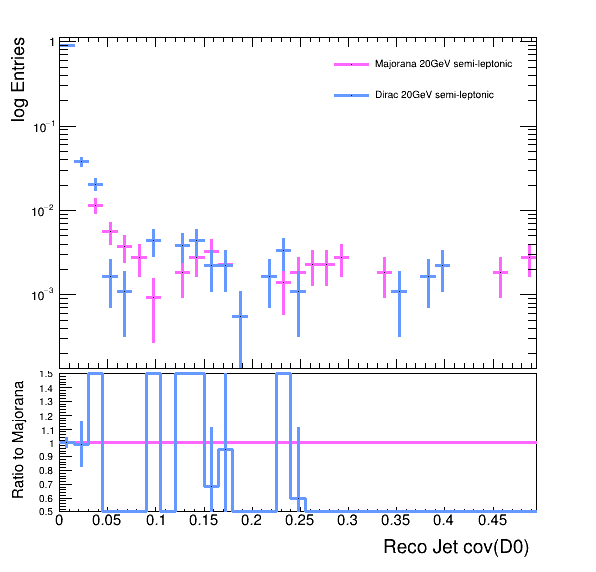 log Entries
1
10⁻¹
10⁻²
10⁻³
Majorana 20GeV semi-leptonic
Dirac 20GeV semi-leptonic
Ratio to Majorana
1.5
1.4
1.3
1.2
1.1
1
0.9
0.8
0.7
0.6
0.5
0 0.05 0.1 0.15 0.2 0.25 0.3 0.35 0.4 0.45
Reco Jet cov(D0)